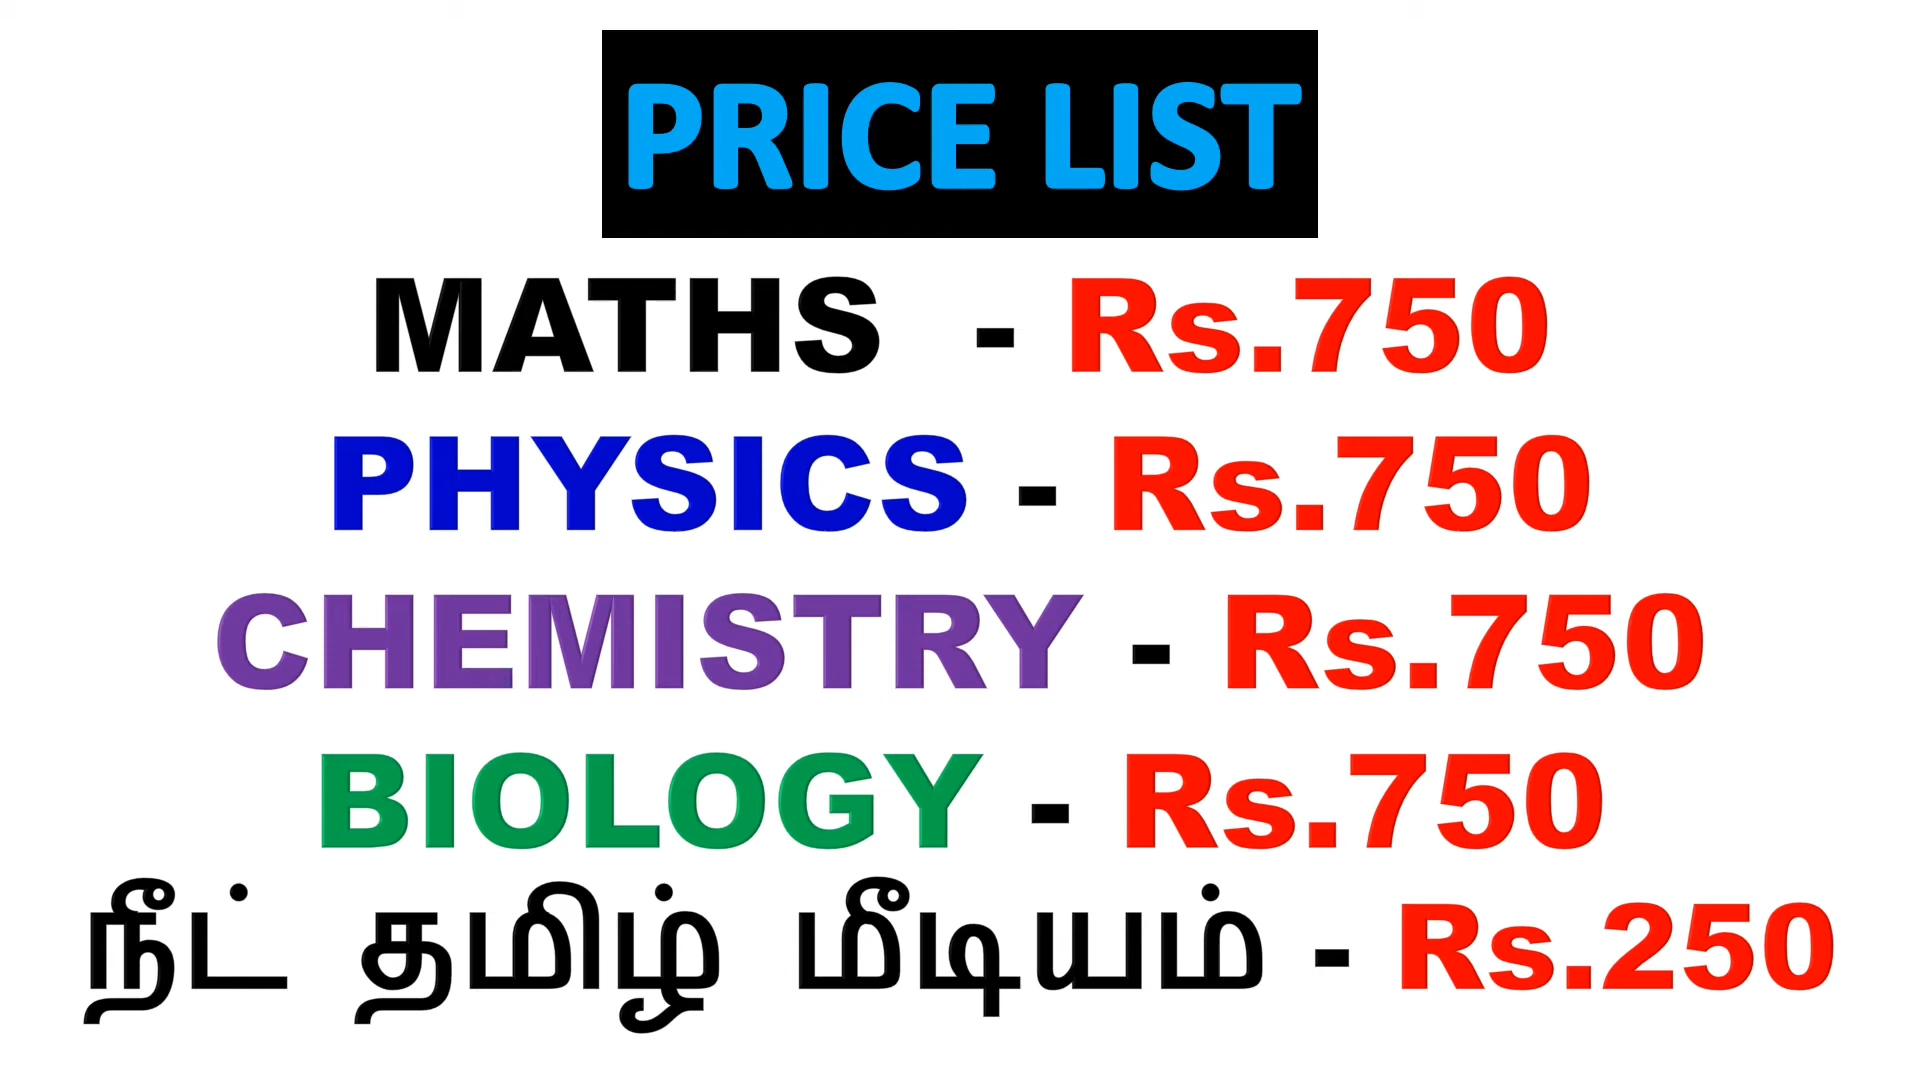 PRICE LIST
MATHS - Rs.750
PHYSICS - Rs.750
CHEMISTRY - Rs.750
BIOLOGY - Rs.750
நீட் தமிழ் மீடியம் - Rs.250